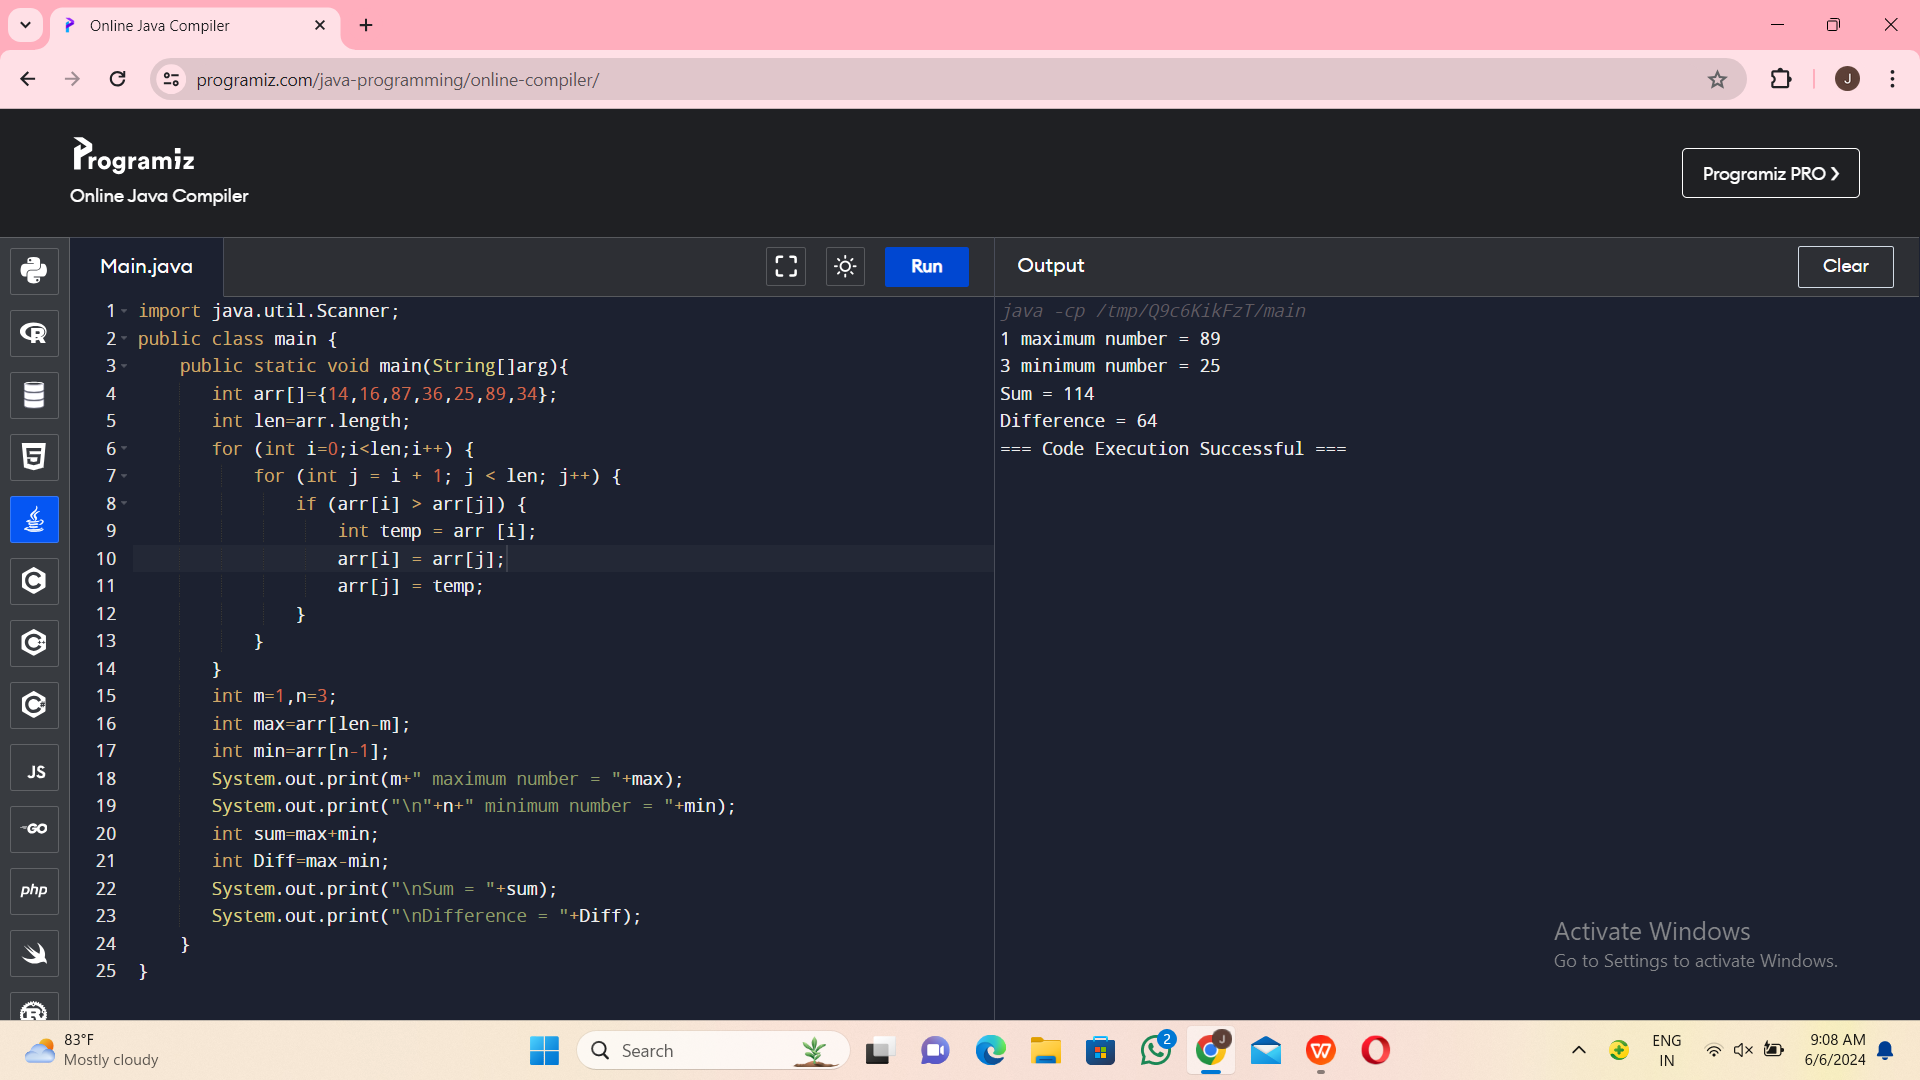 Online Java Compiler
programiz.com/java-programming/online-compiler/
J
Programiz
Online Java Compiler
Programiz PRO ❯
Main.java
Run
Output
Clear
1 import java.util.Scanner;
2 public class main {
3     public static void main(String[]arg){
4        int arr[]={14,16,87,36,25,89,34};
5        int len=arr.length;
6        for (int i=0;i<len;i++) {
7            for (int j = i + 1; j < len; j++) {
8                if (arr[i] > arr[j]) {
9                    int temp = arr [i];
10                    arr[i] = arr[j];
11                    arr[j] = temp;
12                }
13            }
14        }
15        int m=1,n=3;
16        int max=arr[len-m];
17        int min=arr[n-1];
18        System.out.print(m+" maximum number = "+max);
19        System.out.print("\n"+n+" minimum number = "+min);
20        int sum=max+min;
21        int Diff=max-min;
22        System.out.print("\nSum = "+sum);
23        System.out.print("\nDifference = "+Diff);
24     }
25 }
java -cp /tmp/Q9c6KikFzT/main
1 maximum number = 89
3 minimum number = 25
Sum = 114
Difference = 64
=== Code Execution Successful ===
R
5
C
C
C
JS
GO
php
R
Activate Windows
Go to Settings to activate Windows.
83°F
Mostly cloudy
Search
2
J
W
ENG
IN
9:08 AM
6/6/2024